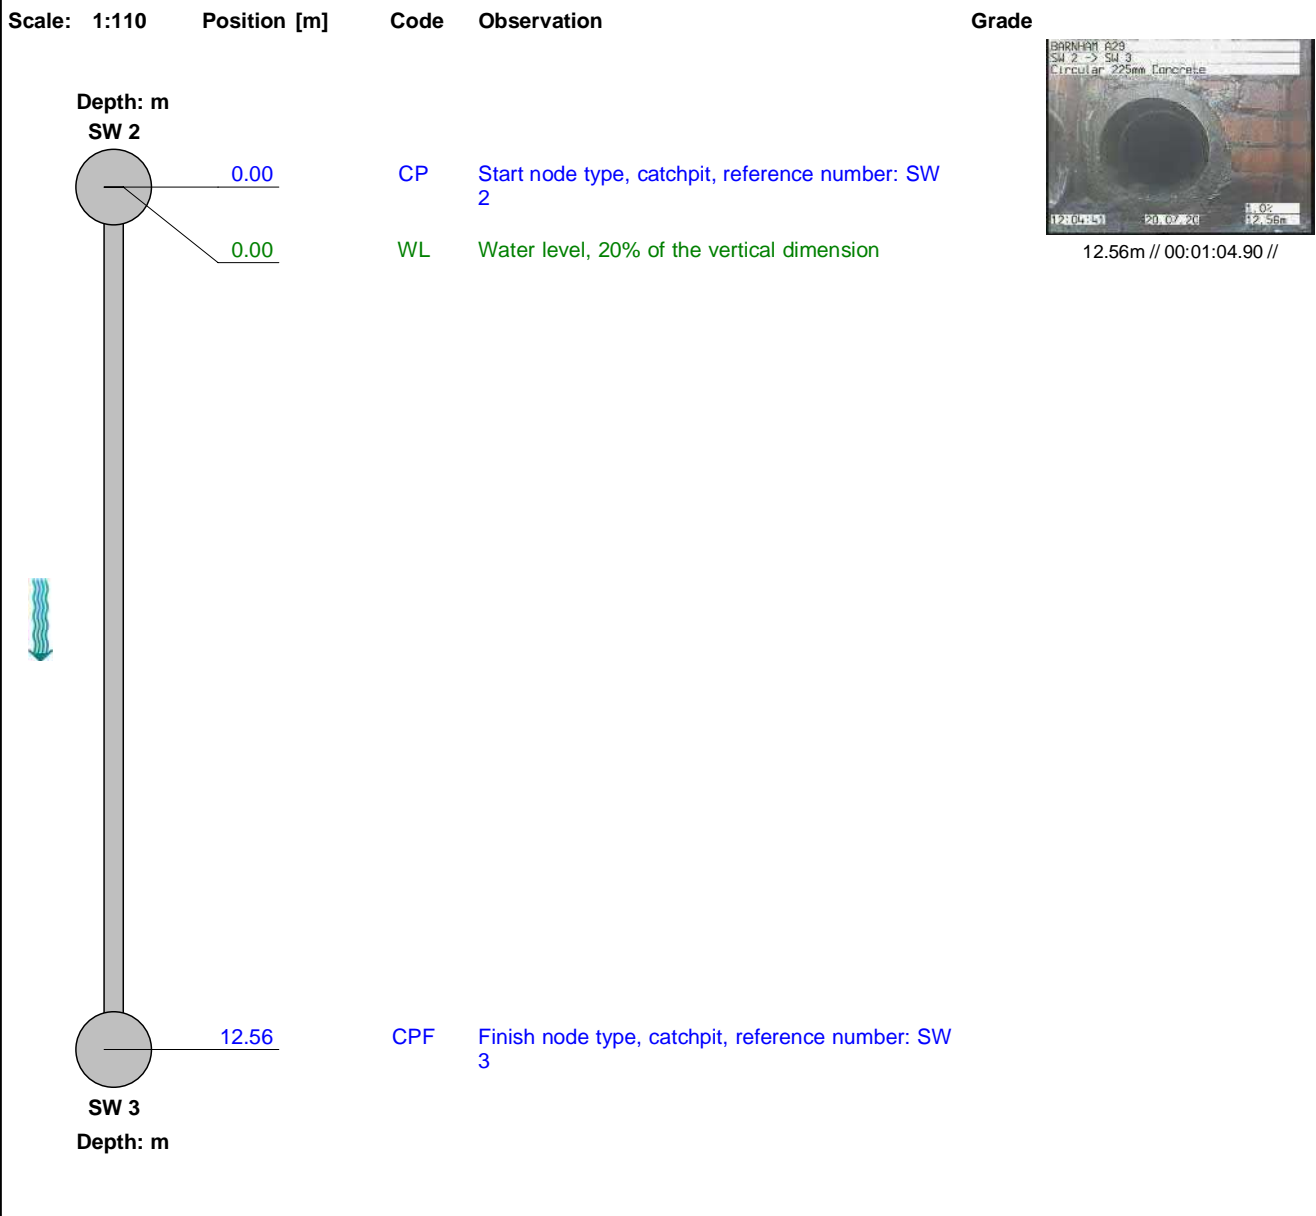 Scale: 1:110 Position [m] Code Observation Grade
BARNHAM A29
SW 2 -> SW 3
Circular 225mm Concrete
Depth: m
SW 2
0.00 CP Start node type, catchpit, reference number: SW
2
12:04:41 20.07.20 1.0%
12.56m
0.00 WL Water level, 20% of the vertical dimension
12.56m // 00:01:04.90 //
12.56 CPF Finish node type, catchpit, reference number: SW
3
SW 3
Depth: m